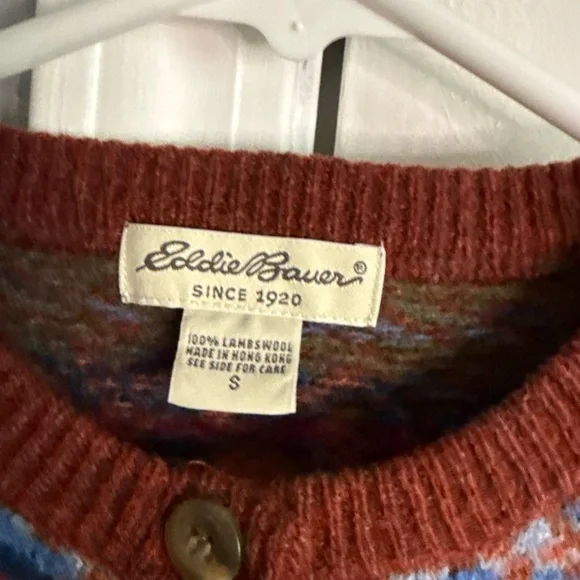 Eddie Bauer®
SINCE 1920
100% LAMBSWOOL
MADE IN HONG KONG
SEE SIDE FOR CARE
S